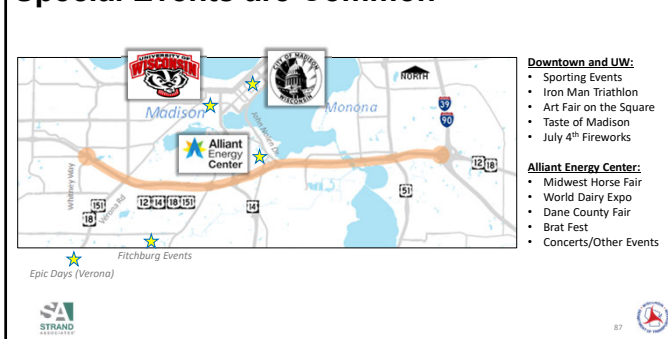 Special Events are Common
UNIVERSITY OF
WISCONSIN
CITY OF MADISON
WISCONSIN
NORTH
Madison
Monona
39
90
John Nolen Dr
Alliant
Energy
Center
Whitney Way
Verona Rd
12 14 18 151
151
18
14
51
12 18
Fitchburg Events
Epic Days (Verona)
Downtown and UW:
• Sporting Events
• Iron Man Triathlon
• Art Fair on the Square
• Taste of Madison
• July 4th Fireworks
Alliant Energy Center:
• Midwest Horse Fair
• World Dairy Expo
• Dane County Fair
• Brat Fest
• Concerts/Other Events
SA
STRAND
ASSOCIATES
87